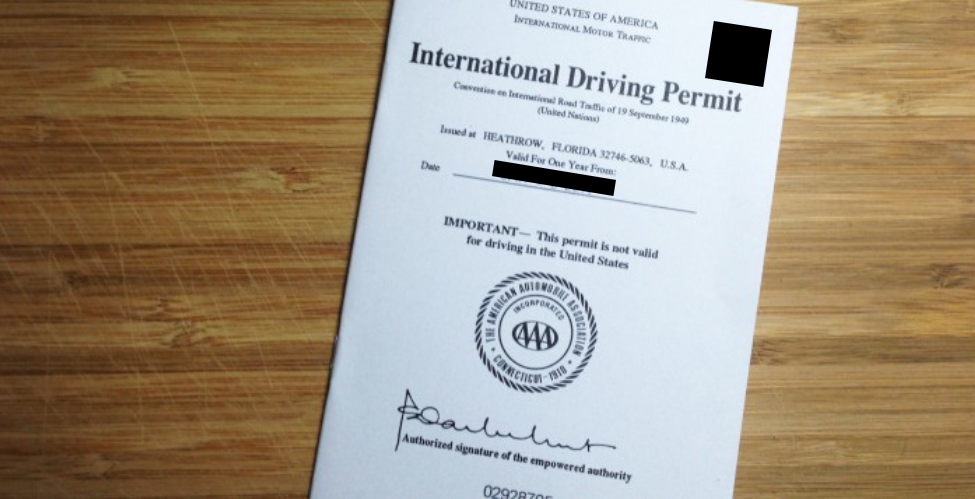 UNITED STATES OF AMERICA
INTERNATIONAL MOTOR TRAFFIC
International Driving Permit
Convention on International Road Traffic of 19 September 1949
(United Nations)
Issued at HEATHROW, FLORIDA 32746-5063, U.S.A.
Valid For One Year From:
Date
IMPORTANT— This permit is not valid
for driving in the United States
THE AMERICAN AUTOMOBILE ASSOCIATION
INCORPORATED
AAA
CONNECTICUT - 1910
Authorized signature of the empowered authority